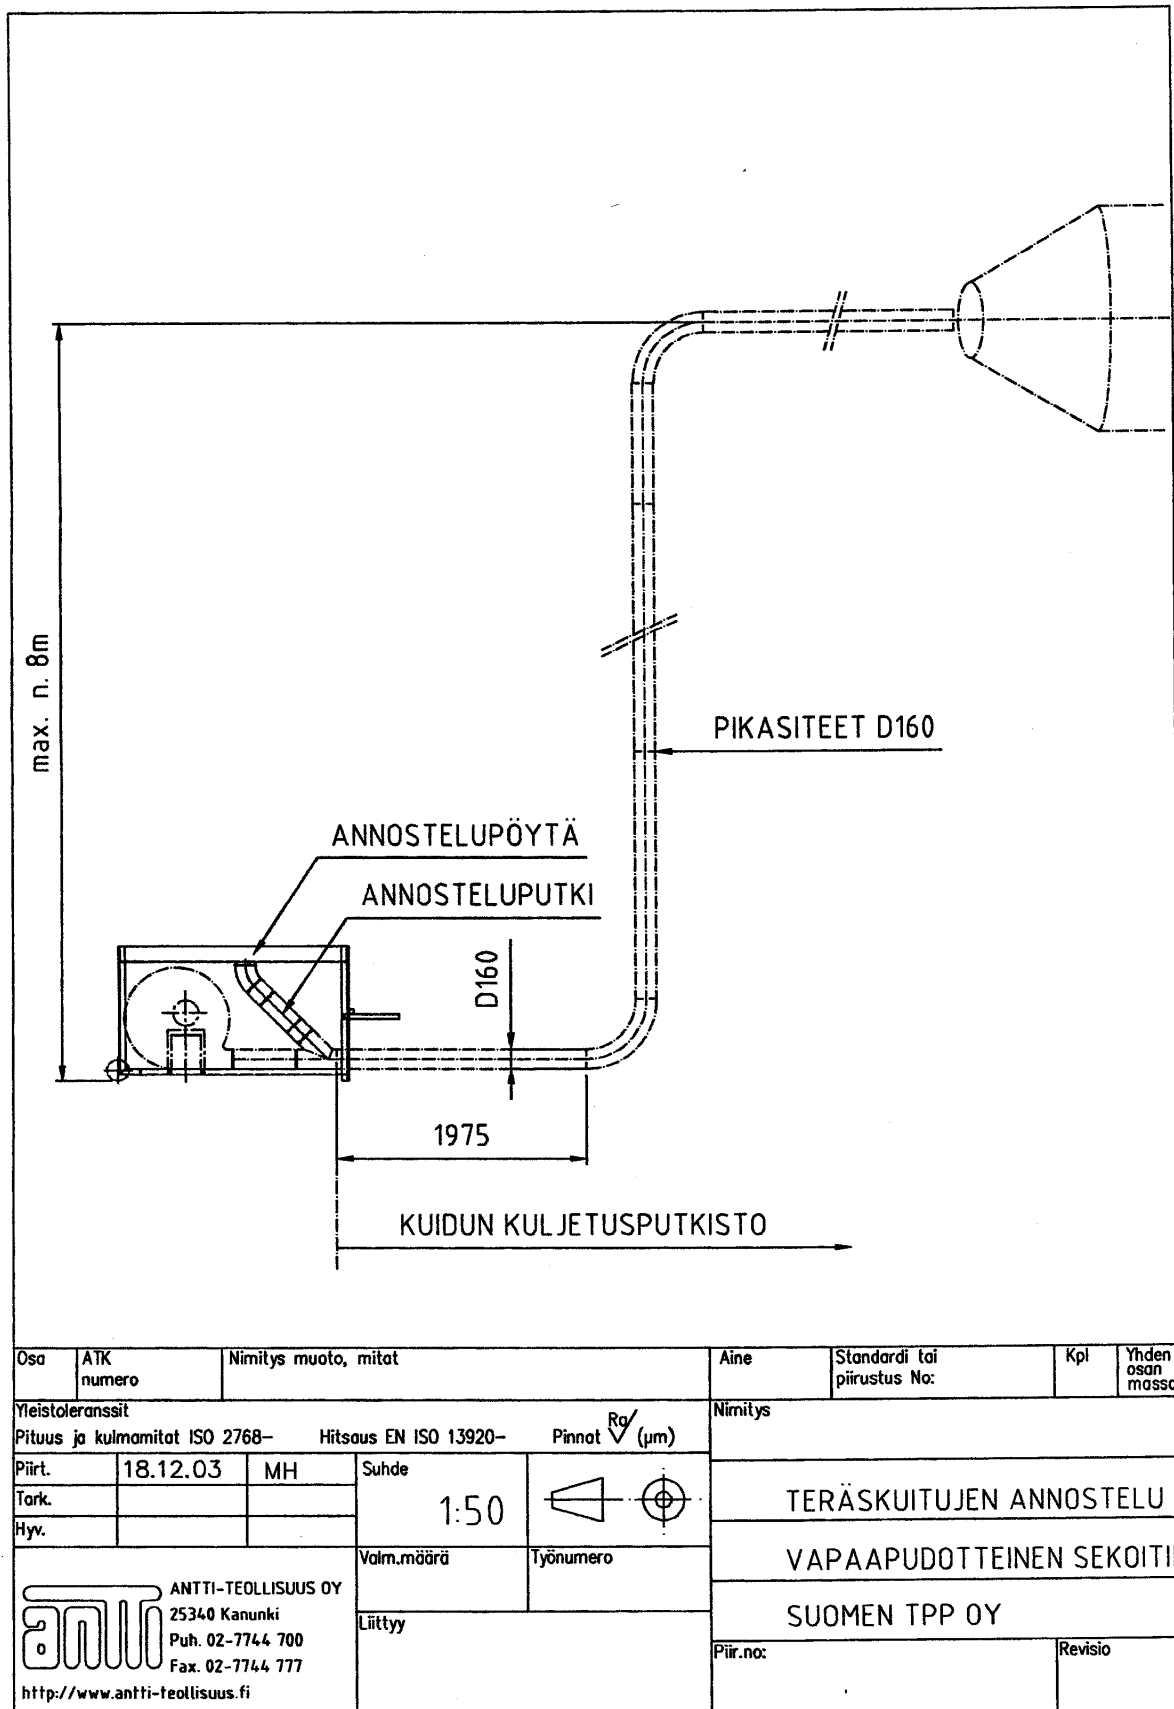 max. n. 8m
PIKASITEET D160
ANNOSTELUPÖYTÄ
ANNOSTELUPUTKI
D160
1975
KUIDUN KULJETUSPUTKISTO
Osa
ATK
numero
Nimitys muoto, mitat
Aine
Standardi tai
piirustus No:
Kpl
Yhden
osan
massa
Yleistoleranssit
Pituus ja kulmamitat ISO 2768- Hitsaus EN ISO 13920- Pinnat Ra (µm)
Nimitys
Piirt. 18.12.03 MH
Tark.
Hyv.
Suhde
1:50
TERÄSKUITUJEN ANNOSTELU
VAPAAPUDOTTEINEN
SUOMEN TPP OY
Valm.määrä
Työnumero
Liittyy
antti
ANTTI-TEOLLISUUS OY
25340 Kanunki
Puh. 02-7744 700
Fax. 02-7744 777
http://www.antti-teollisuus.fi
Piir.no:
Revisio